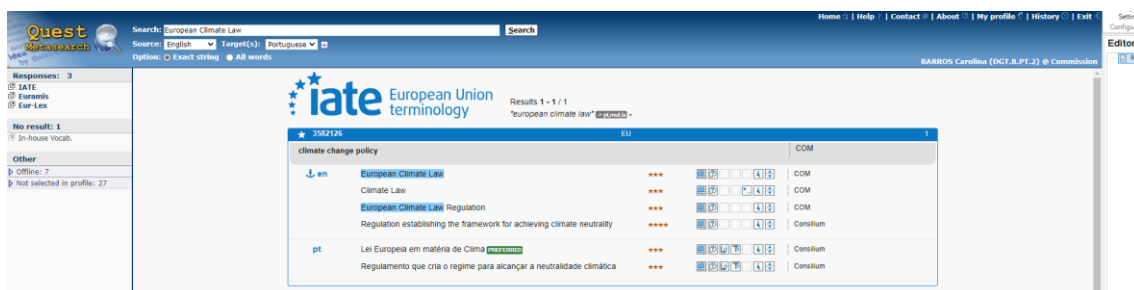 Home | Help | Contact | About | My profile | History | Exit
Quest
Metasearch
Search: European Climate Law Search
Source: English Target(s): Portuguese
Option: Exact string All words
BARROS Carolina (DGT.B.PT.2) @ Commission
Editor
Responses: 3
IATE
Euramis
Eur-Lex
No result: 1
In-house Vocab.
Other
Offline: 7
Not selected in profile: 27
iate European Union terminology
Results 1 - 1 / 1
"european climate law"
3582126 EU 1
climate change policy COM
en European Climate Law *** COM
Climate Law *** COM
European Climate Law Regulation *** COM
Regulation establishing the framework for achieving climate neutrality **** Consilium
pt Lei Europeia em matéria de Clima PREFERRED *** Consilium
Regulamento que cria o regime para alcançar a neutralidade climática *** Consilium